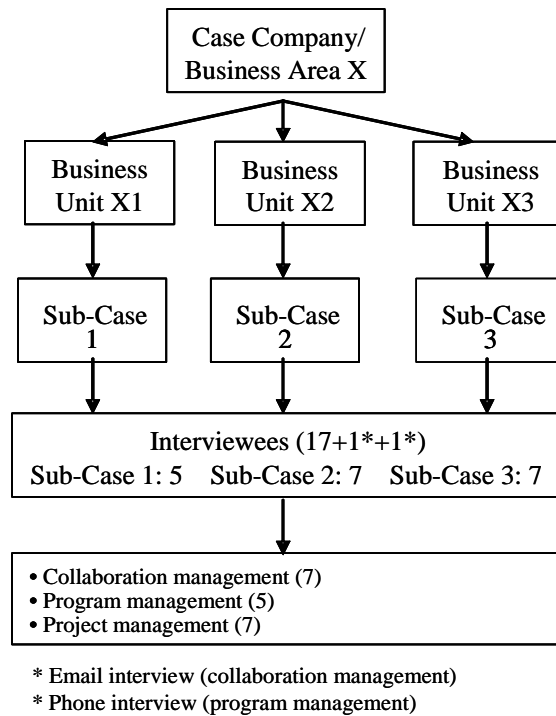 Case Company/
Business Area X
Business
Unit X1
Business
Unit X2
Business
Unit X3
Sub-Case
1
Sub-Case
2
Sub-Case
3
Interviewees (17+1*+1*)
Sub-Case 1: 5 Sub-Case 2: 7 Sub-Case 3: 7
• Collaboration management (7)
• Program management (5)
• Project management (7)
* Email interview (collaboration management)
* Phone interview (program management)